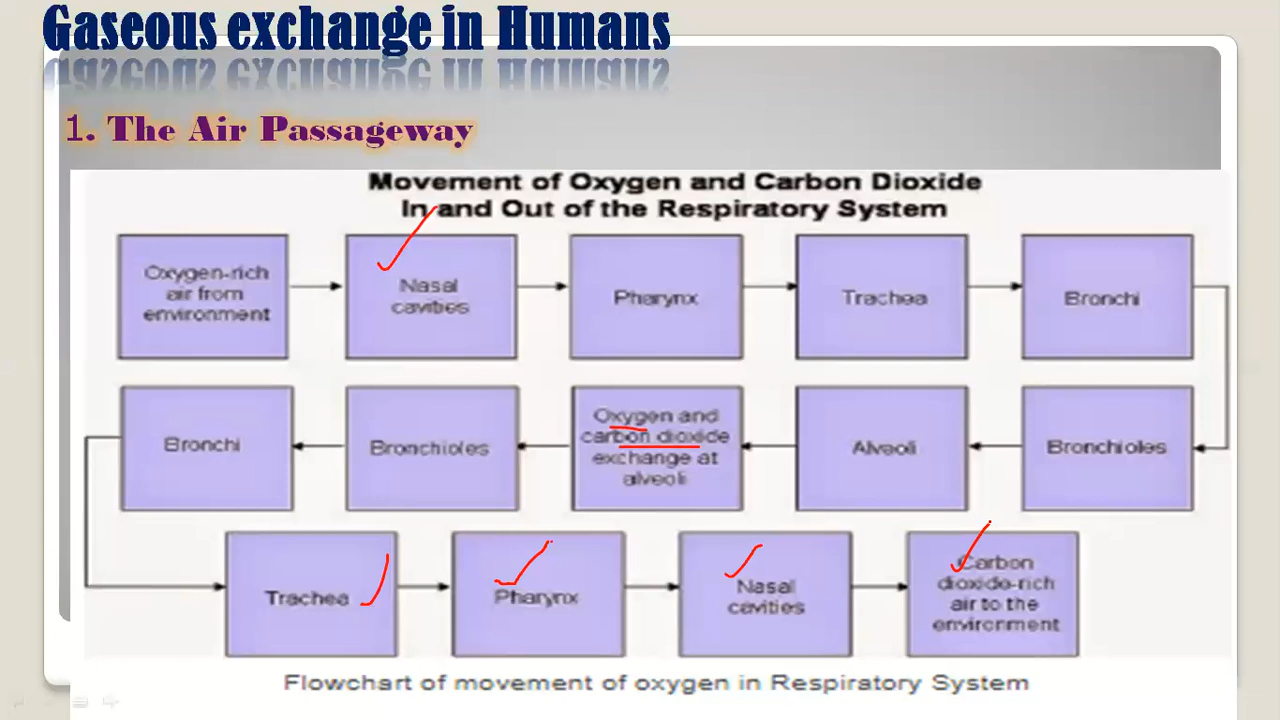 Gaseous exchange in Humans
1. The Air Passageway
Movement of Oxygen and Carbon Dioxide
In and Out of the Respiratory System
Oxygen-rich
air from
environment
Nasal
cavities
Pharynx
Trachea
Bronchi
Bronchi
Bronchioles
Oxygen and
carbon dioxide
exchange at
alveoli
Alveoli
Bronchioles
Trachea
Pharynx
Nasal
cavities
Carbon
dioxide-rich
air to the
environment
Flowchart of movement of oxygen in Respiratory System